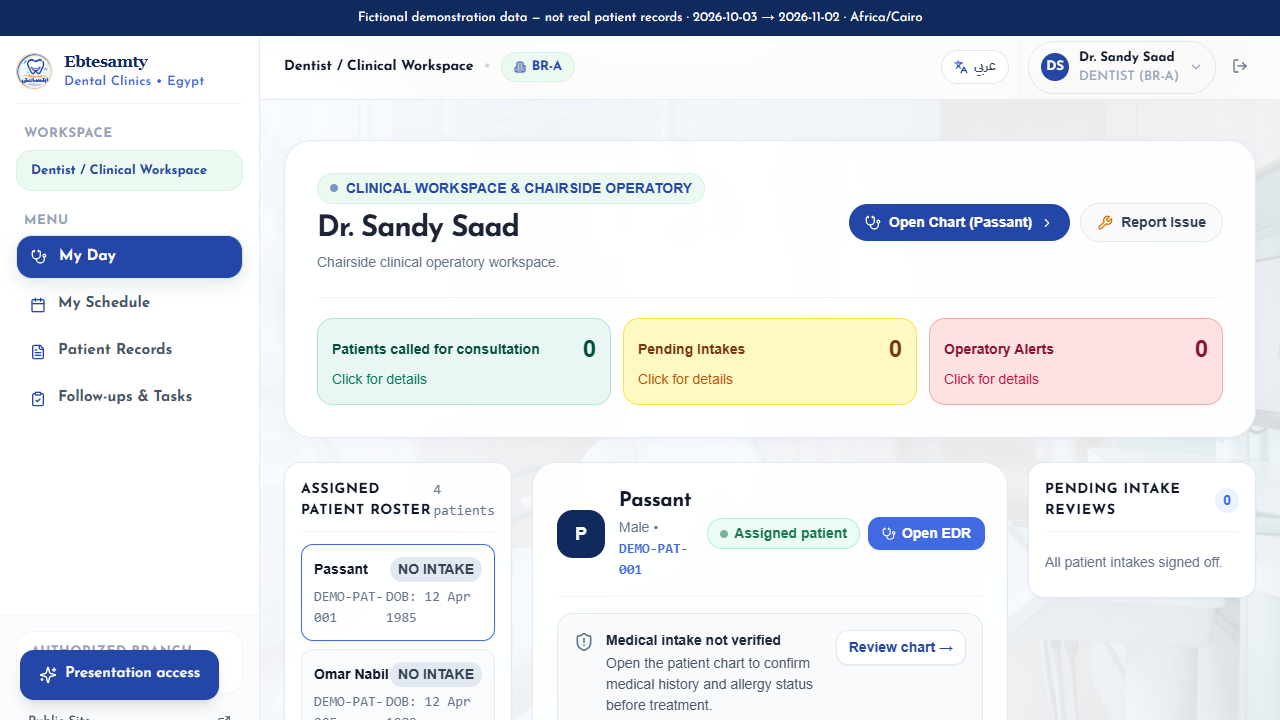 Fictional demonstration data — not real patient records · 2026-10-03 → 2026-11-02 · Africa/Cairo
Ebtesamty
Dental Clinics • Egypt
Dentist / Clinical Workspace
BR-A
عربي
DS
Dr. Sandy Saad
DENTIST (BR-A)
WORKSPACE
Dentist / Clinical Workspace
MENU
My Day
My Schedule
Patient Records
Follow-ups & Tasks
AUTHORIZED BRANCH
Presentation access
Public Site
CLINICAL WORKSPACE & CHAIRSIDE OPERATORY
Dr. Sandy Saad
Chairside clinical operatory workspace.
Open Chart (Passant)
Report Issue
Patients called for consultation 0
Click for details
Pending Intakes 0
Click for details
Operatory Alerts 0
Click for details
ASSIGNED PATIENT ROSTER
4 patients
Passant
NO INTAKE
DEMO-PAT-001
DOB: 12 Apr 1985
Omar Nabil
NO INTAKE
DEMO-PAT-
DOB: 12 Apr
P
Passant
Male •
DEMO-PAT-
001
Assigned patient
Open EDR
Medical intake not verified
Open the patient chart to confirm
medical history and allergy status
before treatment.
Review chart →
PENDING INTAKE
REVIEWS
0
All patient intakes signed off.